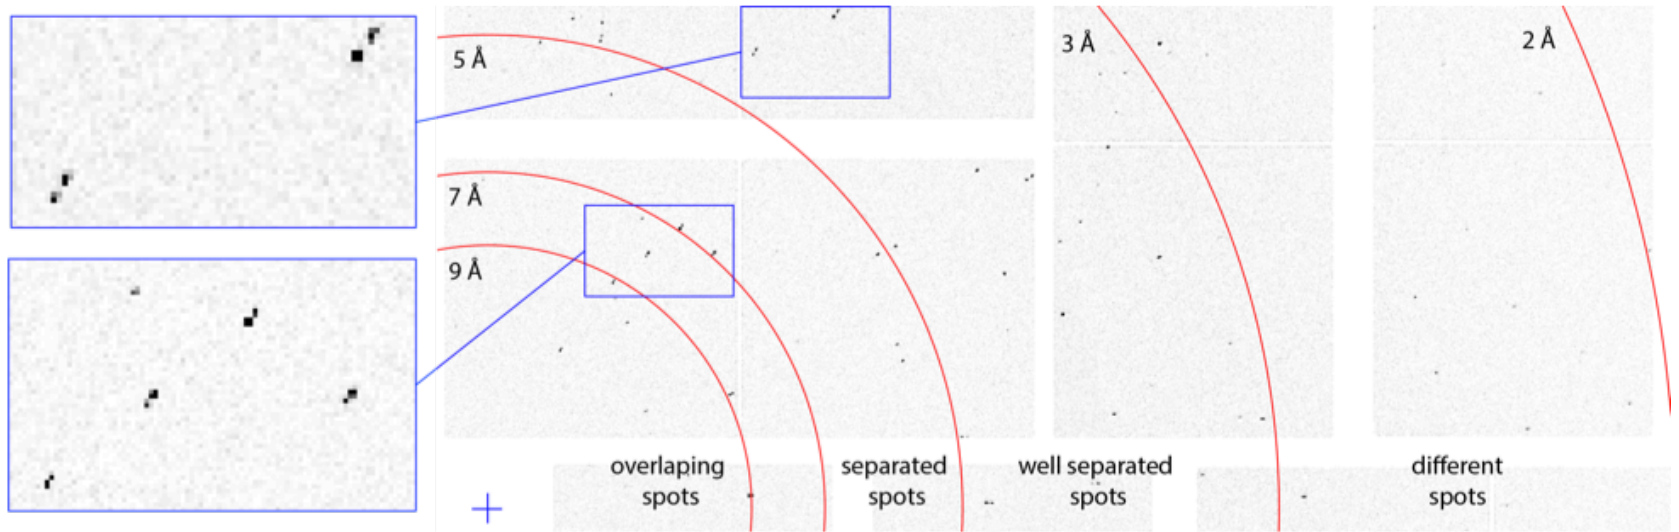 5 Å
3 Å
2 Å
7 Å
9 Å
overlaping
spots
separated
spots
well separated
spots
different
spots